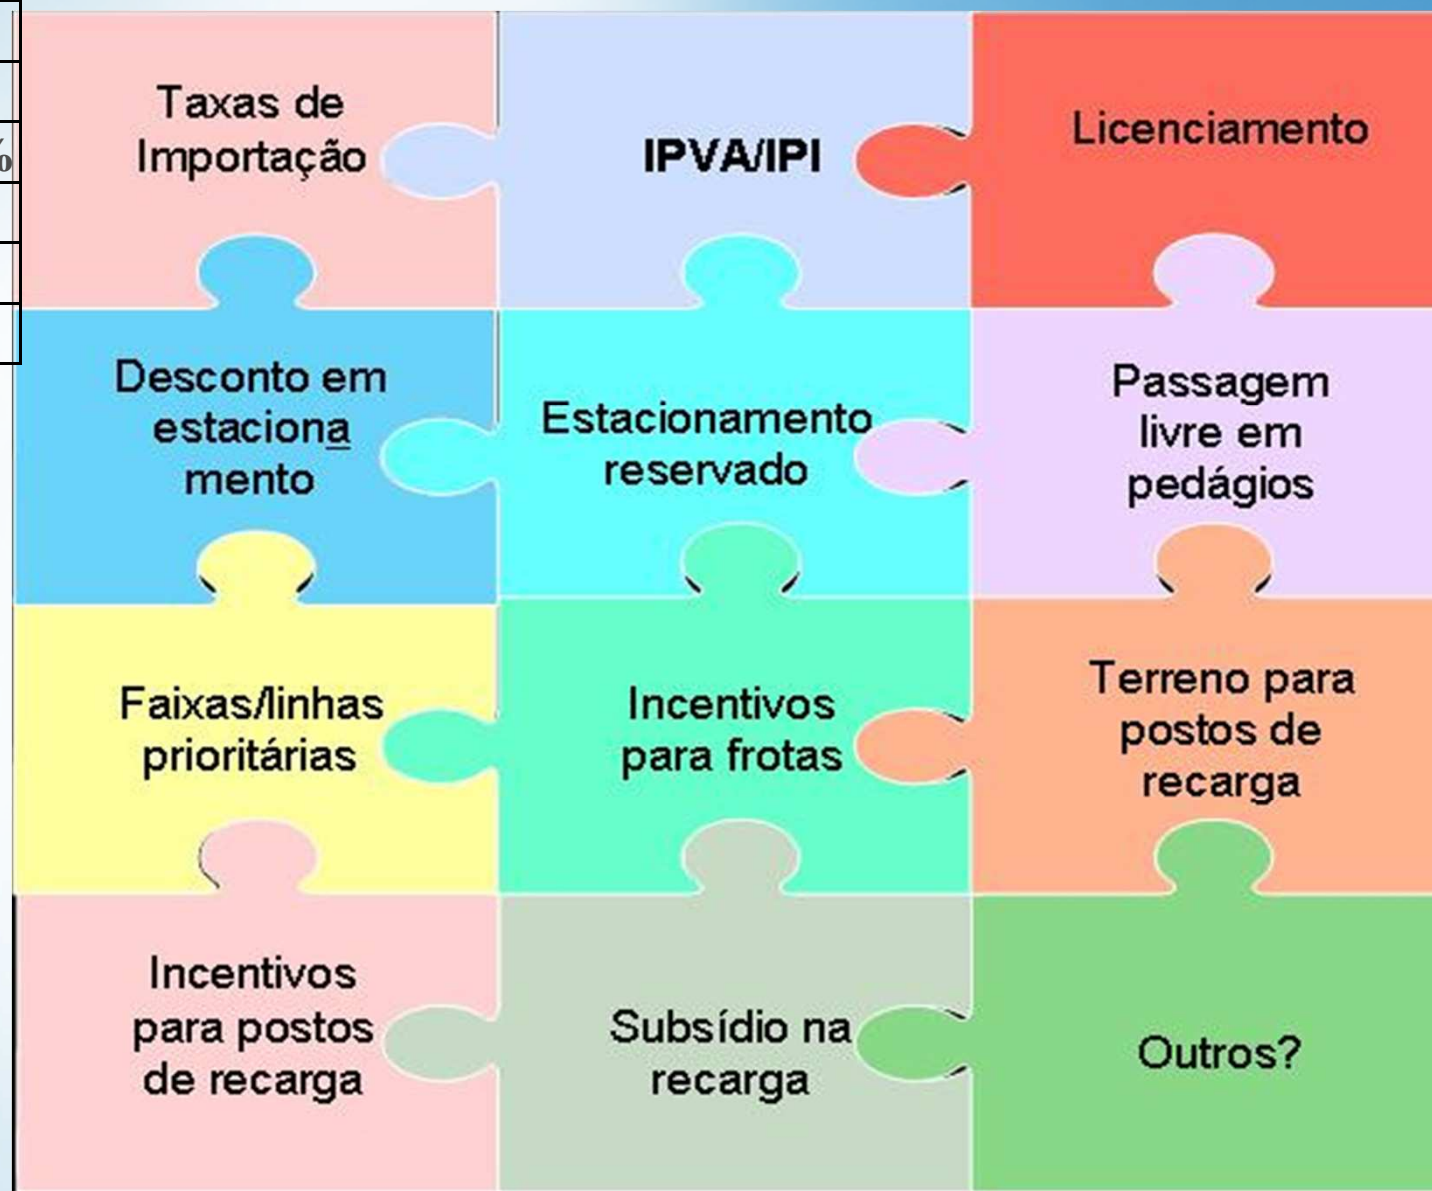 %
Taxas de
Importação
IPVA/IPI
Licenciamento
Desconto em
estaciona
mento
Estacionamento
reservado
Passagem
livre em
pedágios
Faixas/linhas
prioritárias
Incentivos
para frotas
Terreno para
postos de
recarga
Incentivos
para postos
de recarga
Subsídio na
recarga
Outros?